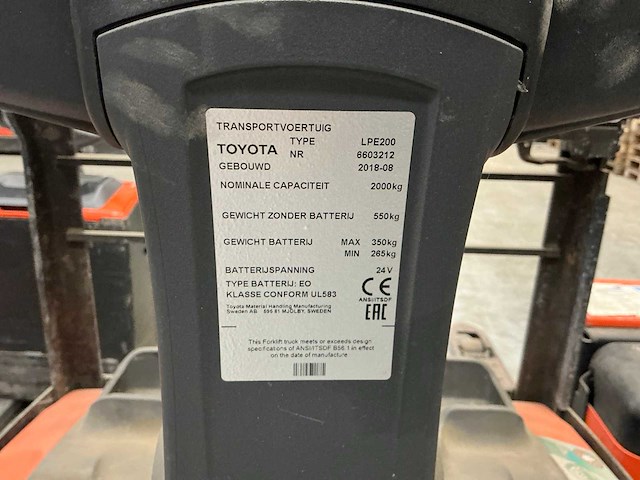 TRANSPORTVOERTUIG
TOYOTA TYPE LPE200
NR 6603212
GEBOUWD 2018-08
NOMINALE CAPACITEIT 2000kg
GEWICHT ZONDER BATTERIJ 550kg
GEWICHT BATTERIJ MAX 350kg
MIN 265kg
BATTERIJSPANNING 24V
TYPE BATTERIJ: EO
KLASSE CONFORM UL583
CE
ANSI/ITSDF
Toyota Material Handling Manufacturing
Sweden AB 595 81 MJÖLBY, SWEDEN
EAC
This Forklift truck meets or exceeds design
specifications of ANSI/ITSDF B56.1 in effect
on the date of manufacture